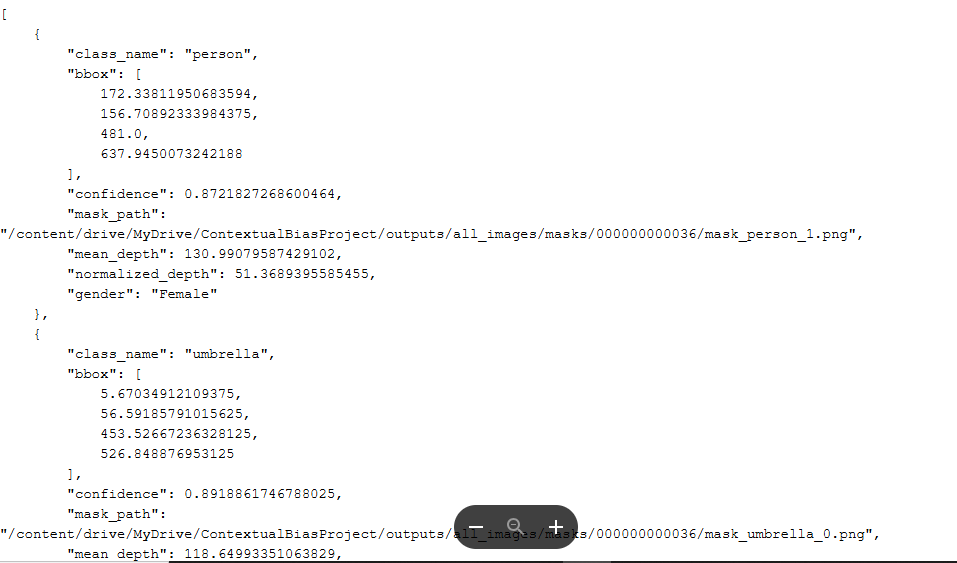 [
    {
        "class_name": "person",
        "bbox": [
            172.33811950683594,
            156.70892333984375,
            481.0,
            637.9450073242188
        ],
        "confidence": 0.8721827268600464,
        "mask_path":
"/content/drive/MyDrive/ContextualBiasProject/outputs/all_images/masks/000000000036/mask_person_1.png",
        "mean_depth": 130.99079587429102,
        "normalized_depth": 51.3689395585455,
        "gender": "Female"
    },
    {
        "class_name": "umbrella",
        "bbox": [
            5.67034912109375,
            56.59185791015625,
            453.52667236328125,
            526.848876953125
        ],
        "confidence": 0.8918861746788025,
        "mask_path":
"/content/drive/MyDrive/ContextualBiasProject/outputs/all_images/masks/000000000036/mask_umbrella_0.png",
        "mean_depth": 118.64993351063829,